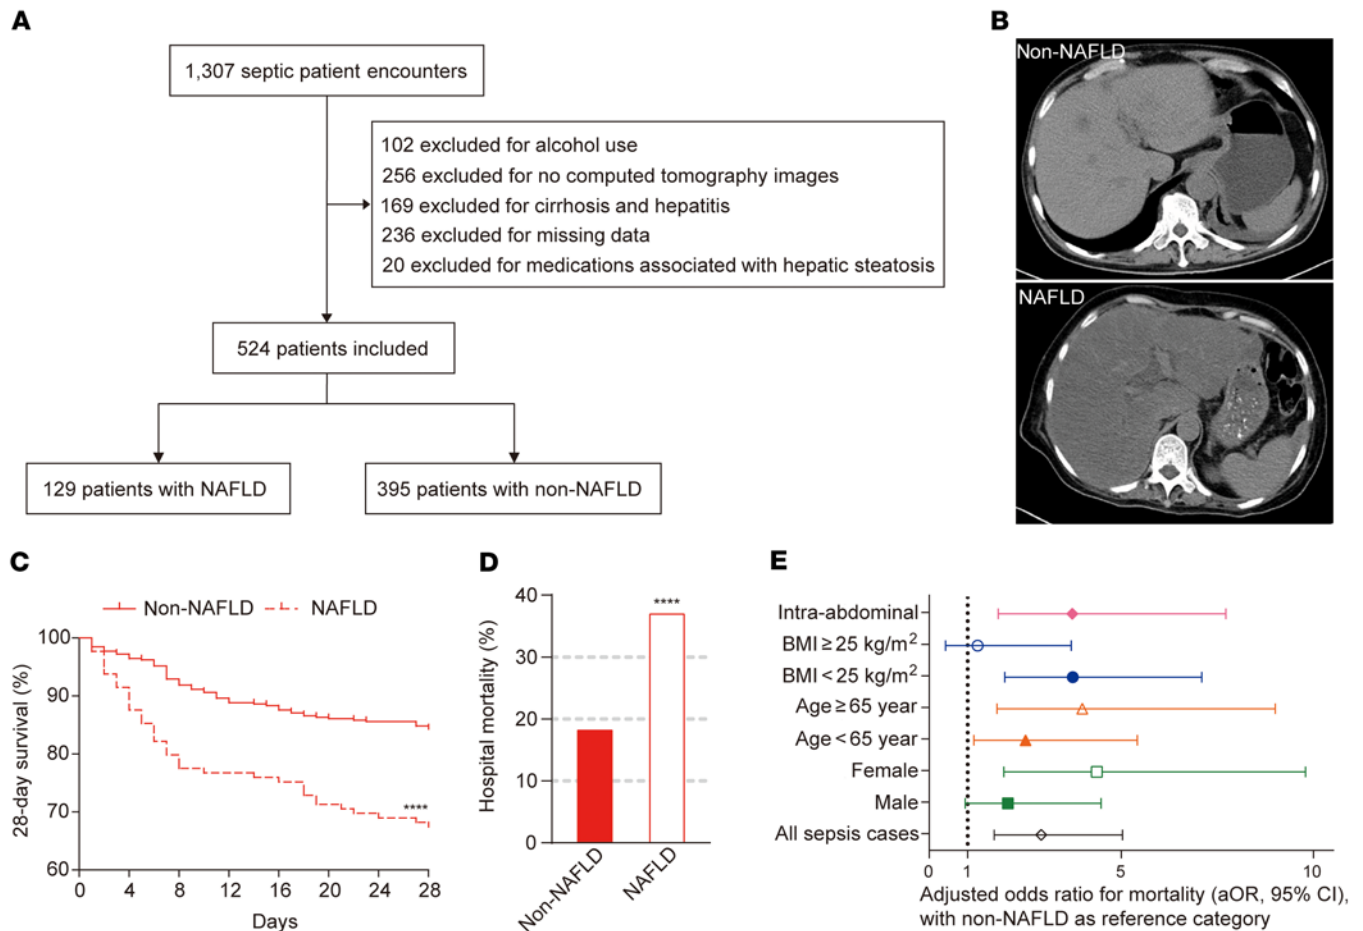 A
1,307 septic patient encounters
102 excluded for alcohol use
256 excluded for no computed tomography images
169 excluded for cirrhosis and hepatitis
236 excluded for missing data
20 excluded for medications associated with hepatic steatosis
524 patients included
129 patients with NAFLD
395 patients with non-NAFLD
B
Non-NAFLD
NAFLD
C
Non-NAFLD
NAFLD
28-day survival (%)
100
90
80
70
60
****
0 4 8 12 16 20 24 28
Days
D
Hospital mortality (%)
40
30
20
10
0
****
Non-NAFLD
NAFLD
E
Intra-abdominal
BMI ≥ 25 kg/m²
BMI < 25 kg/m²
Age ≥ 65 year
Age < 65 year
Female
Male
All sepsis cases
0 1 5 10
Adjusted odds ratio for mortality (aOR, 95% CI),
with non-NAFLD as reference category